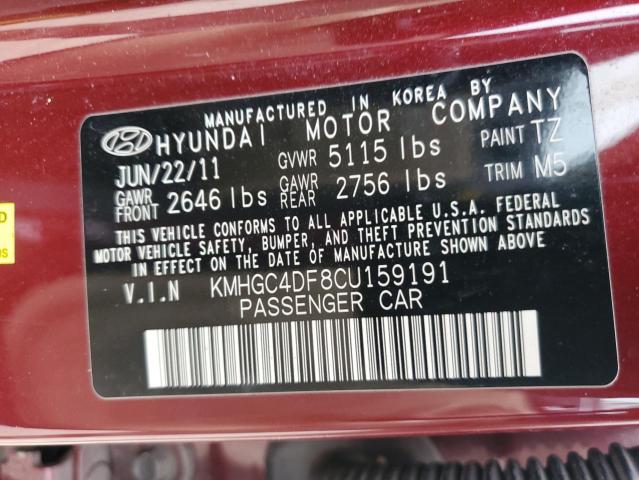 MANUFACTURED IN KOREA BY
HYUNDAI MOTOR COMPANY
JUN/22/11 GVWR 5115 lbs PAINT TZ
GAWR FRONT 2646 lbs GAWR REAR 2756 lbs TRIM M5
THIS VEHICLE CONFORMS TO ALL APPLICABLE U.S.A. FEDERAL
MOTOR VEHICLE SAFETY, BUMPER, AND THEFT PREVENTION STANDARDS
IN EFFECT ON THE DATE OF MANUFACTURE SHOWN ABOVE
V.I.N KMHGC4DF8CU159191
PASSENGER CAR